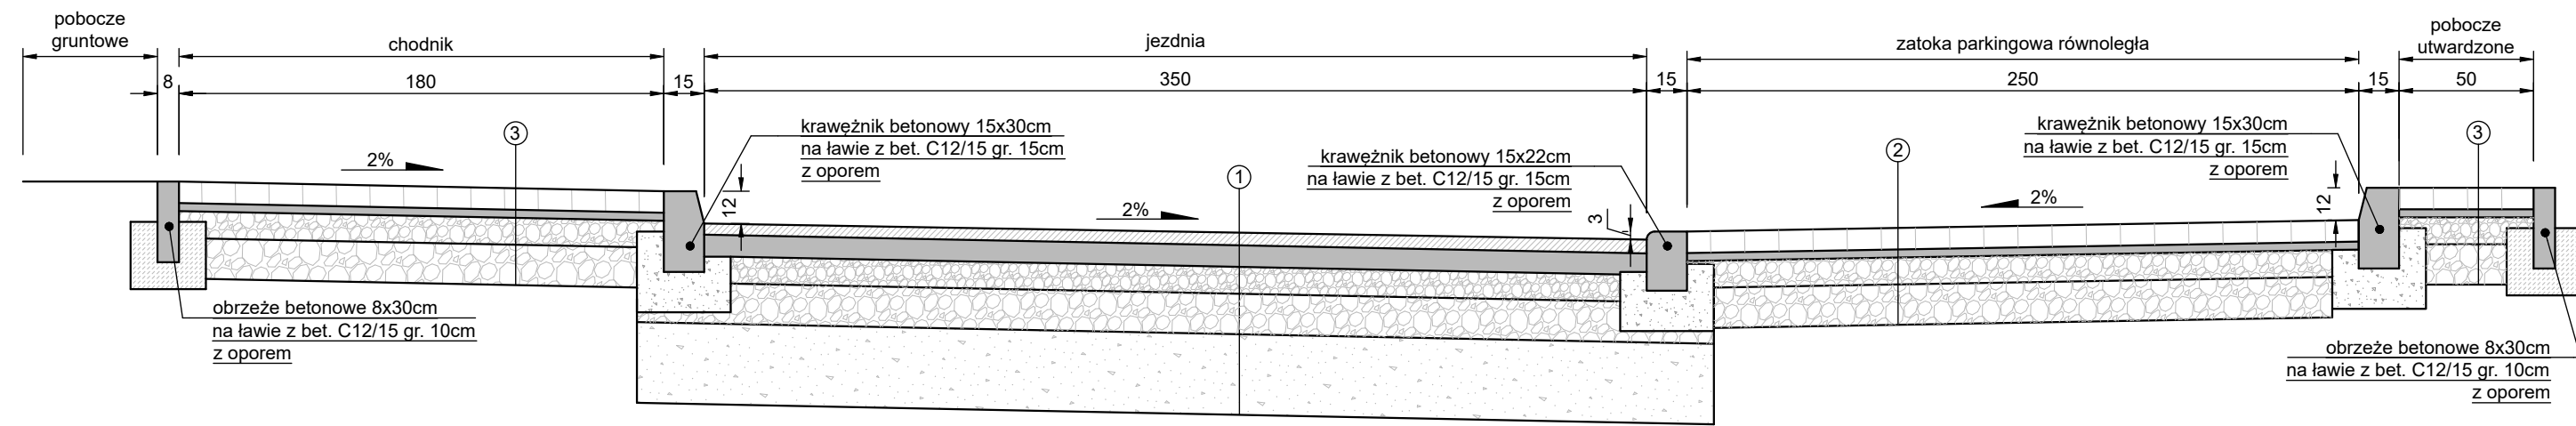 pobocze
gruntowe
chodnik
jezdnia
zatoka parkingowa równoległa
pobocze
utwardzone
8
180
15
350
15
250
15
50
3
krawężnik betonowy 15x30cm
na ławie z bet. C12/15 gr. 15cm
z oporem
krawężnik betonowy 15x22cm
na ławie z bet. C12/15 gr. 15cm
z oporem
krawężnik betonowy 15x30cm
na ławie z bet. C12/15 gr. 15cm
z oporem
1
2
3
2%
2%
2%
12
3
12
obrzeże betonowe 8x30cm
na ławie z bet. C12/15 gr. 10cm
z oporem
obrzeże betonowe 8x30cm
na ławie z bet. C12/15 gr. 10cm
z oporem